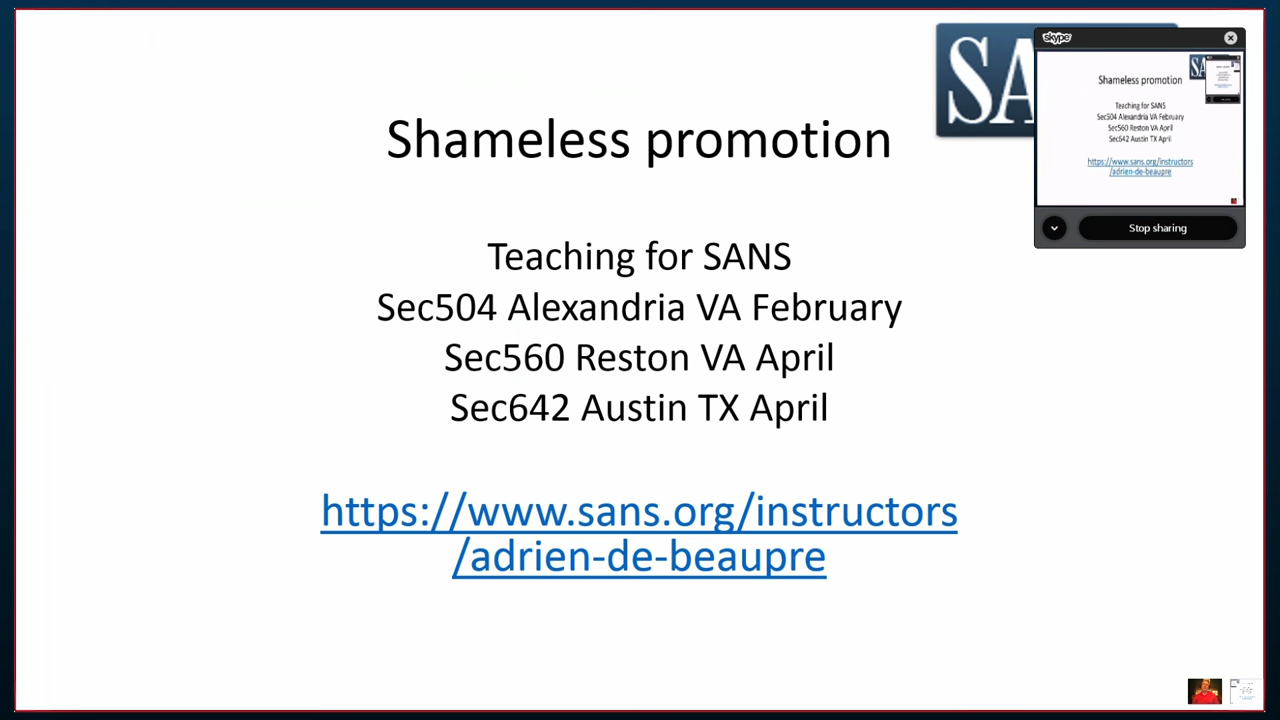 Shameless promotion
Teaching for SANS
Sec504 Alexandria VA February
Sec560 Reston VA April
Sec642 Austin TX April
https://www.sans.org/instructors
/adrien-de-beaupre
SA
skype
Shameless promotion
SA
Teaching for SANS
Sec504 Alexandria VA February
Sec560 Reston VA April
Sec642 Austin TX April
https://www.sans.org/instructors
/adrien-de-beaupre
Stop sharing